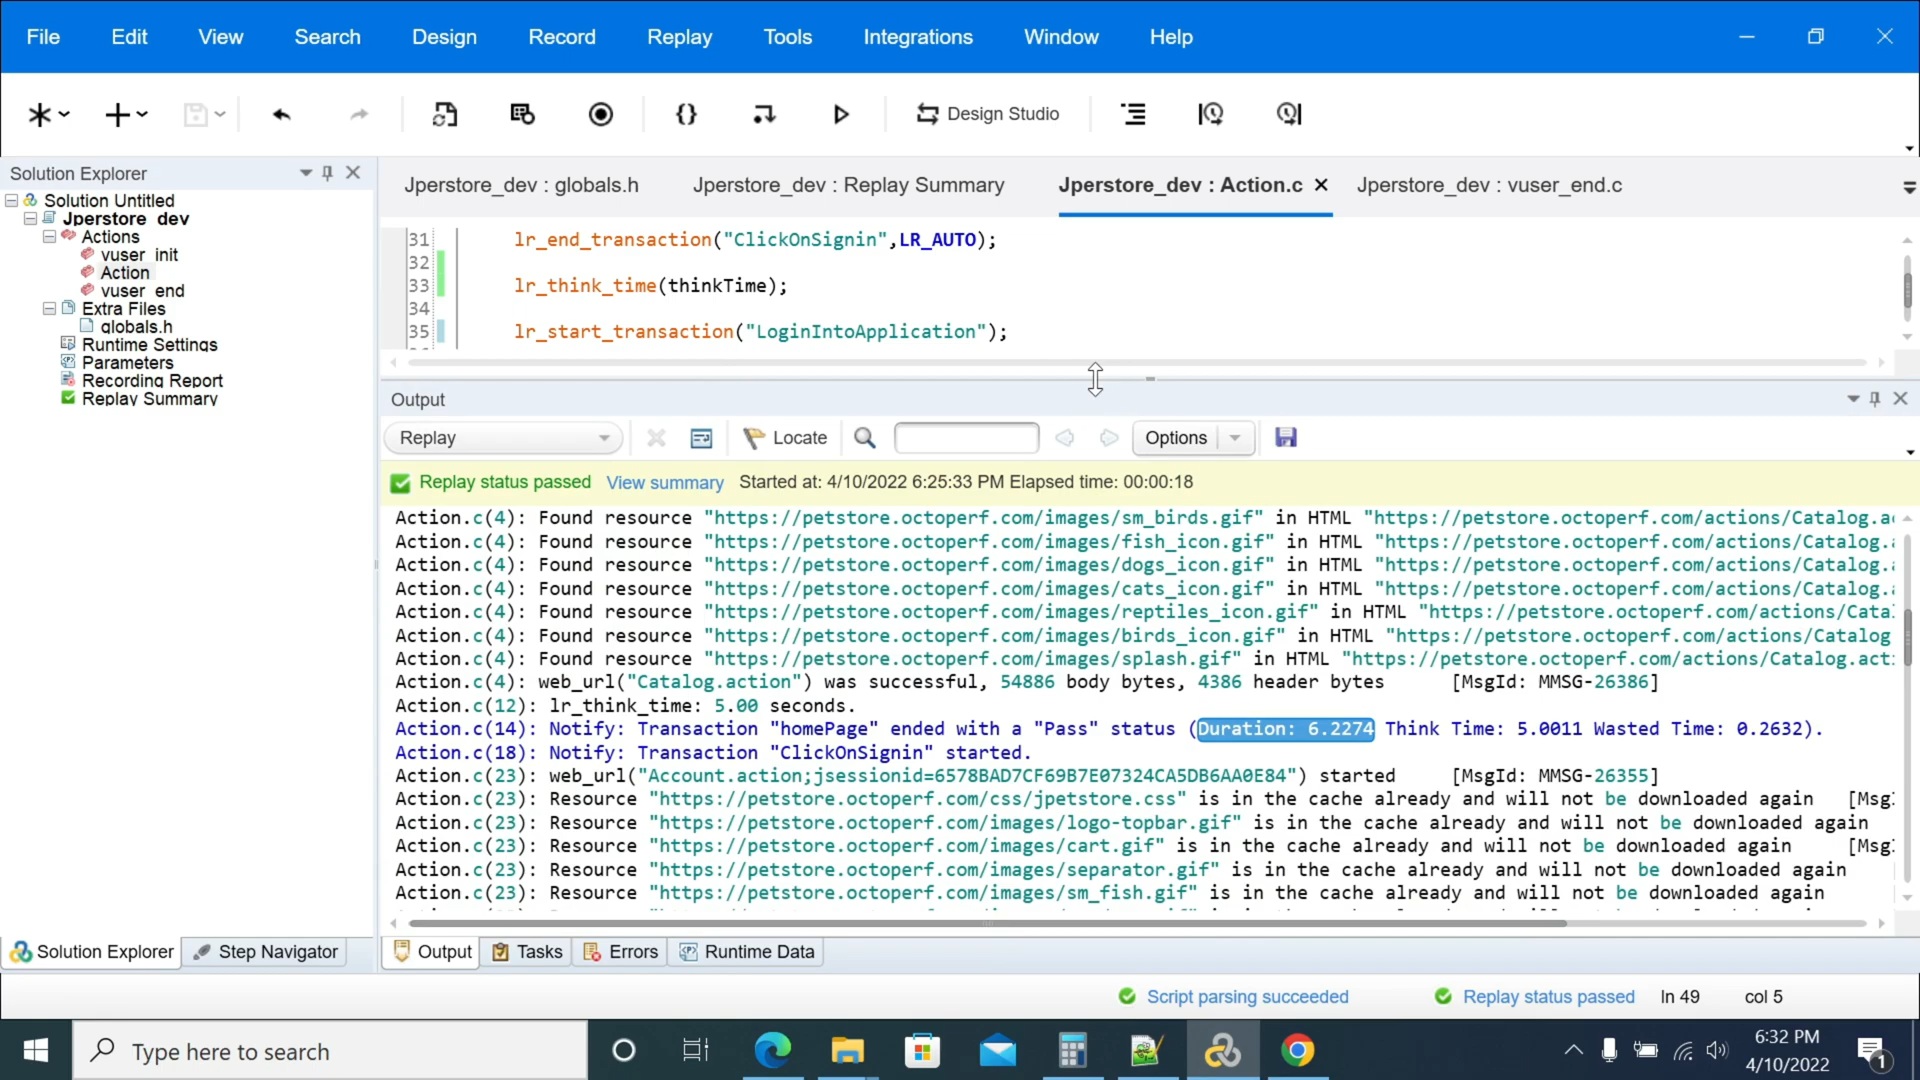 File Edit View Search Design Record Replay Tools Integrations Window Help
Design Studio
Solution Explorer
Solution Untitled
Jperstore_dev
Actions
vuser_init
Action
vuser_end
Extra Files
globals.h
Runtime Settings
Parameters
Recording Report
Replay Summary
Jperstore_dev : globals.h Jperstore_dev : Replay Summary Jperstore_dev : Action.c Jperstore_dev : vuser_end.c
31 lr_end_transaction("ClickOnSignin",LR_AUTO);
32
33 lr_think_time(thinkTime);
34
35 lr_start_transaction("LoginIntoApplication");
Output
Replay Locate Options
Replay status passed View summary Started at: 4/10/2022 6:25:33 PM Elapsed time: 00:00:18
Action.c(4): Found resource "https://petstore.octoperf.com/images/sm_birds.gif" in HTML "https://petstore.octoperf.com/actions/Catalog.a
Action.c(4): Found resource "https://petstore.octoperf.com/images/fish_icon.gif" in HTML "https://petstore.octoperf.com/actions/Catalog.
Action.c(4): Found resource "https://petstore.octoperf.com/images/dogs_icon.gif" in HTML "https://petstore.octoperf.com/actions/Catalog.
Action.c(4): Found resource "https://petstore.octoperf.com/images/cats_icon.gif" in HTML "https://petstore.octoperf.com/actions/Catalog.
Action.c(4): Found resource "https://petstore.octoperf.com/images/reptiles_icon.gif" in HTML "https://petstore.octoperf.com/actions/Cata
Action.c(4): Found resource "https://petstore.octoperf.com/images/birds_icon.gif" in HTML "https://petstore.octoperf.com/actions/Catalog
Action.c(4): Found resource "https://petstore.octoperf.com/images/splash.gif" in HTML "https://petstore.octoperf.com/actions/Catalog.act
Action.c(4): web_url("Catalog.action") was successful, 54886 body bytes, 4386 header bytes [MsgId: MMSG-26386]
Action.c(12): lr_think_time: 5.00 seconds.
Action.c(14): Notify: Transaction "homePage" ended with a "Pass" status (Duration: 6.2274 Think Time: 5.0011 Wasted Time: 0.2632).
Action.c(18): Notify: Transaction "ClickOnSignin" started.
Action.c(23): web_url("Account.action;jsessionid=6578BAD7CF69B7E07324CA5DB6AA0E84") started [MsgId: MMSG-26355]
Action.c(23): Resource "https://petstore.octoperf.com/css/jpetstore.css" is in the cache already and will not be downloaded again [Msg
Action.c(23): Resource "https://petstore.octoperf.com/images/logo-topbar.gif" is in the cache already and will not be downloaded again
Action.c(23): Resource "https://petstore.octoperf.com/images/cart.gif" is in the cache already and will not be downloaded again [Msg
Action.c(23): Resource "https://petstore.octoperf.com/images/separator.gif" is in the cache already and will not be downloaded again
Action.c(23): Resource "https://petstore.octoperf.com/images/sm_fish.gif" is in the cache already and will not be downloaded again
Solution Explorer Step Navigator Output Tasks Errors Runtime Data
Script parsing succeeded Replay status passed ln 49 col 5
Type here to search
6:32 PM
4/10/2022
1